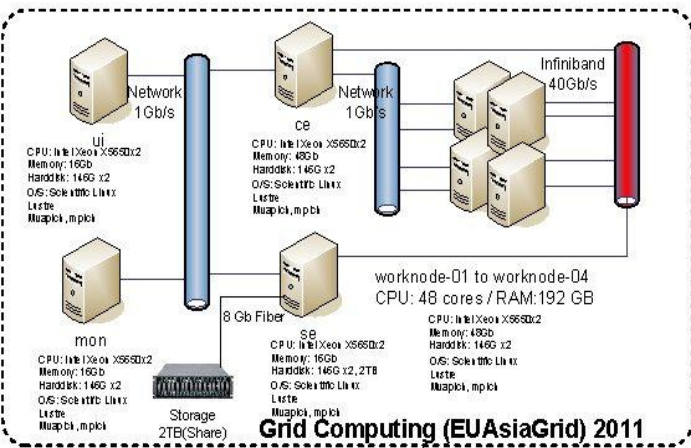 Network
1Gb/s
ui
CPU: Intel Xeon X5650x2
Memory: 16Gb
Harddisk: 146G x2
O/S: Scientific Linux
Lustre
Muapich, mpich
ce
CPU: Intel Xeon X5650x2
Memory: 48Gb
Harddisk: 146G x2
O/S: Scientific Linux
Lustre
Muapich, mpich
Network
1Gb/s
Infiniband
40Gb/s
mon
CPU: Intel Xeon X5650x2
Memory: 16Gb
Harddisk: 146G x2
O/S: Scientific Linux
Lustre
Muapich, mpich
8 Gb Fiber
se
CPU: Intel Xeon X5650x2
Memory: 16Gb
Harddisk: 146G x2, 2TB
O/S: Scientific Linux
Lustre
Muapich, mpich
worknode-01 to worknode-04
CPU: 48 cores / RAM:192 GB
CPU: Intel Xeon X5650x2
Memory: 48Gb
Harddisk: 146G x2
O/S: Scientific Linux
Lustre
Muapich, mpich
Storage
2TB(Share)
Grid Computing (EUAsiaGrid) 2011